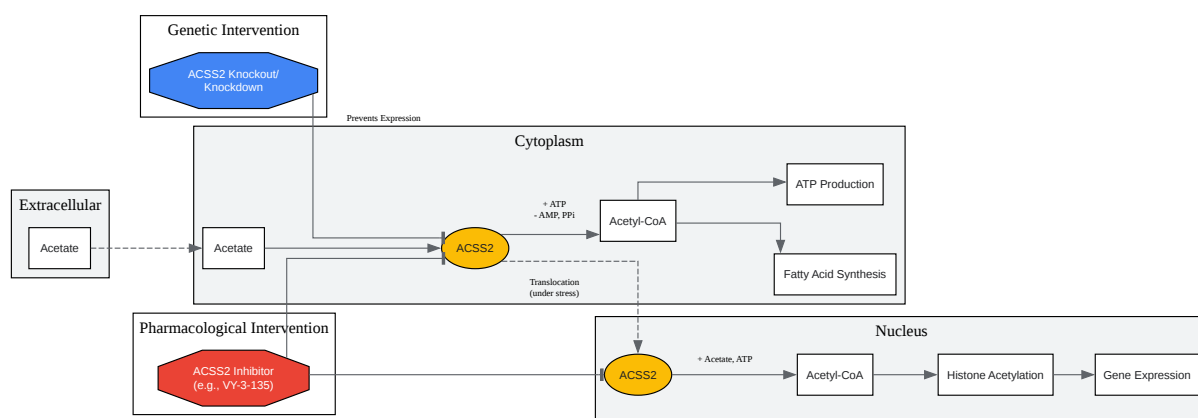 Genetic Intervention
ACSS2 Knockout/
Knockdown
Prevents Expression
Cytoplasm
ATP Production
Extracellular
+ ATP
- AMP, PPi
Acetyl-CoA
Acetate
Acetate
ACSS2
Fatty Acid Synthesis
Translocation
(under stress)
Pharmacological Intervention
Nucleus
ACSS2 Inhibitor
(e.g., VY-3-135)
ACSS2
+ Acetate, ATP
Acetyl-CoA
Histone Acetylation
Gene Expression